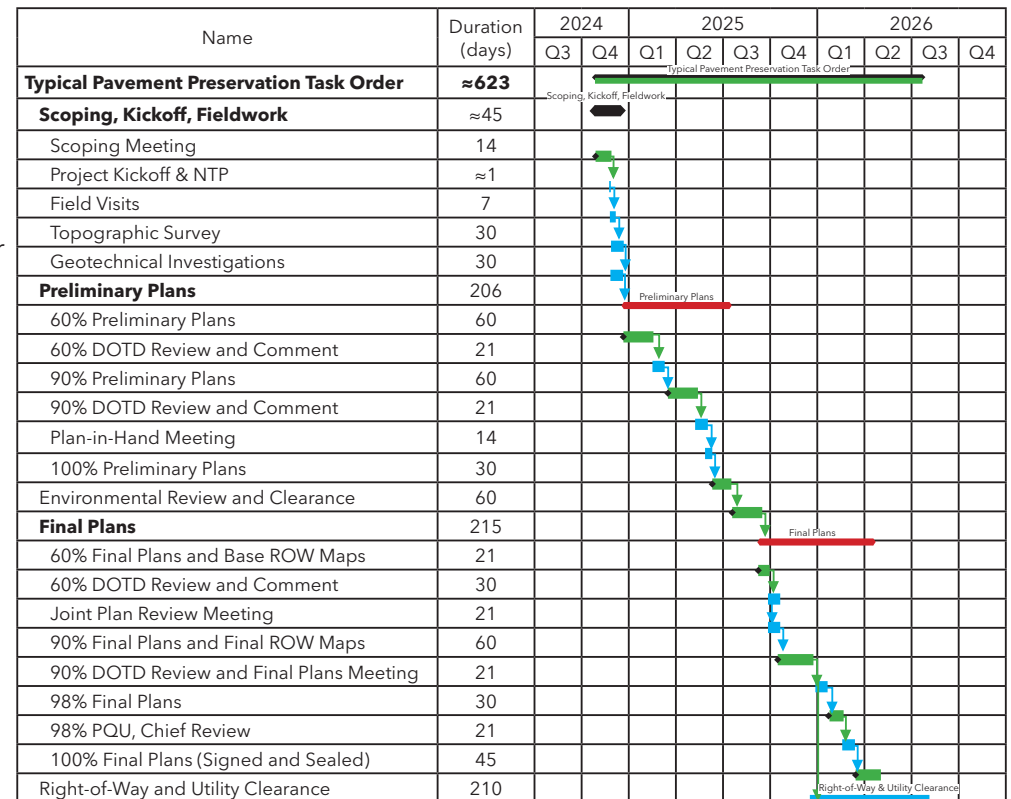 Name Duration (days) 2024 2025 2026
Q3 Q4 Q1 Q2 Q3 Q4 Q1 Q2 Q3 Q4
Typical Pavement Preservation Task Order ≈623 Typical Pavement Preservation Task Order
Scoping, Kickoff, Fieldwork ≈45 Scoping, Kickoff, Fieldwork
Scoping Meeting 14
Project Kickoff & NTP ≈1
Field Visits 7
Topographic Survey 30
r
Geotechnical Investigations 30
Preliminary Plans 206 Preliminary Plans
60% Preliminary Plans 60
60% DOTD Review and Comment 21
90% Preliminary Plans 60
90% DOTD Review and Comment 21
Plan-in-Hand Meeting 14
100% Preliminary Plans 30
Environmental Review and Clearance 60
Final Plans 215 Final Plans
60% Final Plans and Base ROW Maps 21
60% DOTD Review and Comment 30
Joint Plan Review Meeting 21
90% Final Plans and Final ROW Maps 60
90% DOTD Review and Final Plans Meeting 21
98% Final Plans 30
98% PQU, Chief Review 21
100% Final Plans (Signed and Sealed) 45
Right-of-Way and Utility Clearance 210 Right-of-Way & Utility Clearance